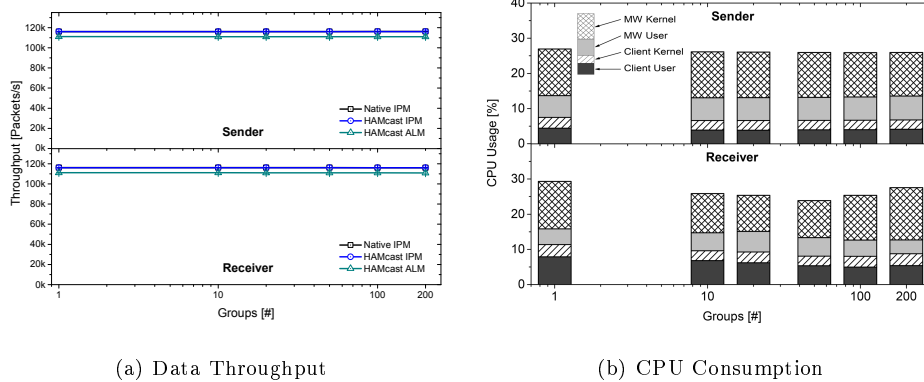 Throughput [Packets/s]
120k
100k
80k
60k
40k
20k
0k
Native IPM
HAMcast IPM
HAMcast ALM
Sender
120k
100k
80k
60k
40k
20k
0k
Native IPM
HAMcast IPM
HAMcast ALM
Receiver
1 10 100 200
Groups [#]
(a) Data Throughput
CPU Usage [%]
40
30
20
10
0
MW Kernel
MW User
Client Kernel
Client User
Sender
30
20
10
0
Receiver
1 10 100 200
Groups [#]
(b) CPU Consumption